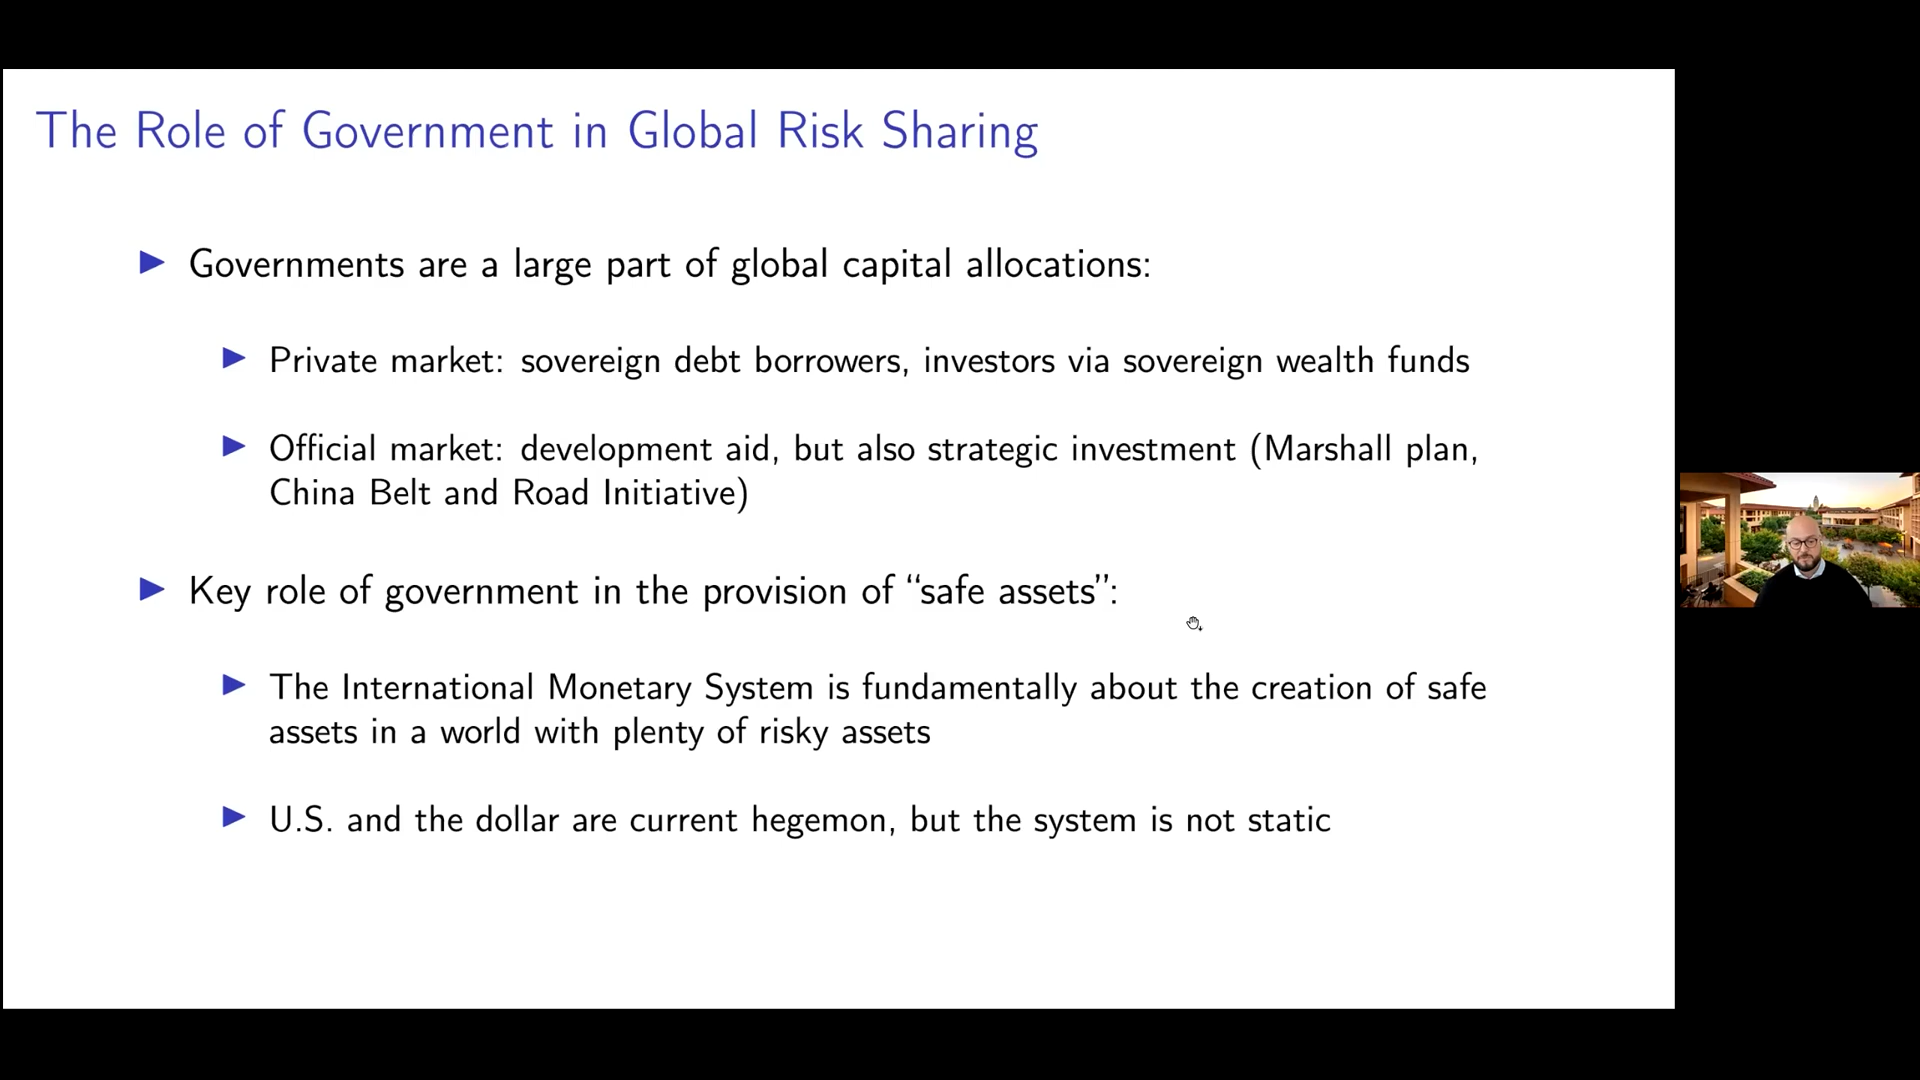 The Role of Government in Global Risk Sharing
Governments are a large part of global capital allocations:
Private market: sovereign debt borrowers, investors via sovereign wealth funds
Official market: development aid, but also strategic investment (Marshall plan,
China Belt and Road Initiative)
Key role of government in the provision of “safe assets”:
The International Monetary System is fundamentally about the creation of safe
assets in a world with plenty of risky assets
U.S. and the dollar are current hegemon, but the system is not static